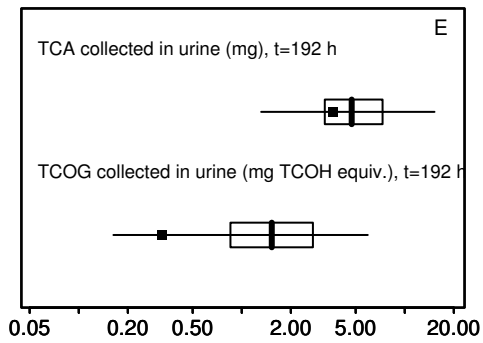 E
TCA collected in urine (mg), t=192 h
TCOG collected in urine (mg TCOH equiv.), t=192 h
0.05 0.20 0.50 2.00 5.00 20.00